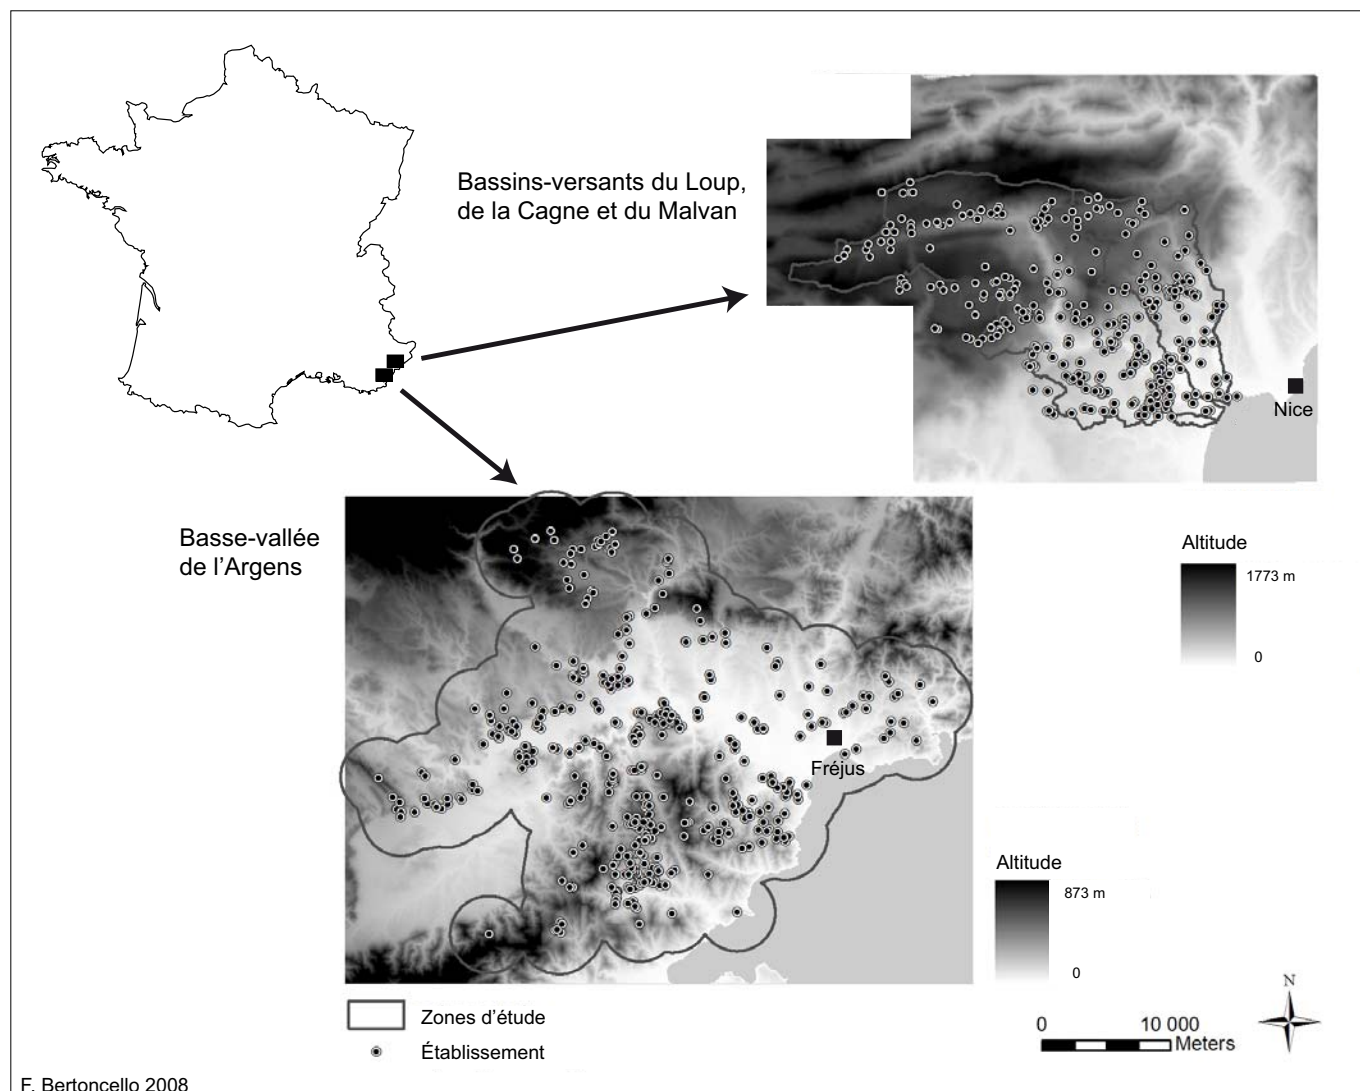 Bassins-versants du Loup,
de la Cagne et du Malvan
Nice
Basse-vallée
de l'Argens
Altitude
1773 m
0
Fréjus
Altitude
873 m
0
N
Zones d'étude
Établissement
0 10 000
Meters
F. Bertoncello 2008